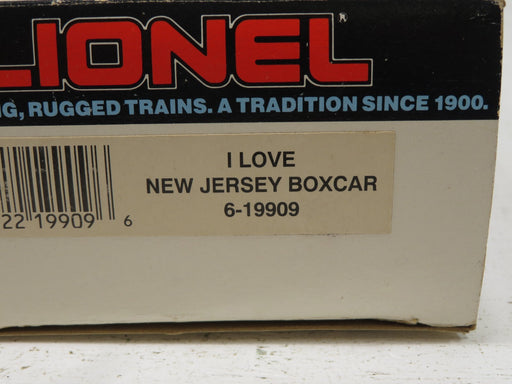 LIONEL
G, RUGGED TRAINS. A TRADITION SINCE 1900.
I LOVE
NEW JERSEY BOXCAR
6-19909
22 19909 6